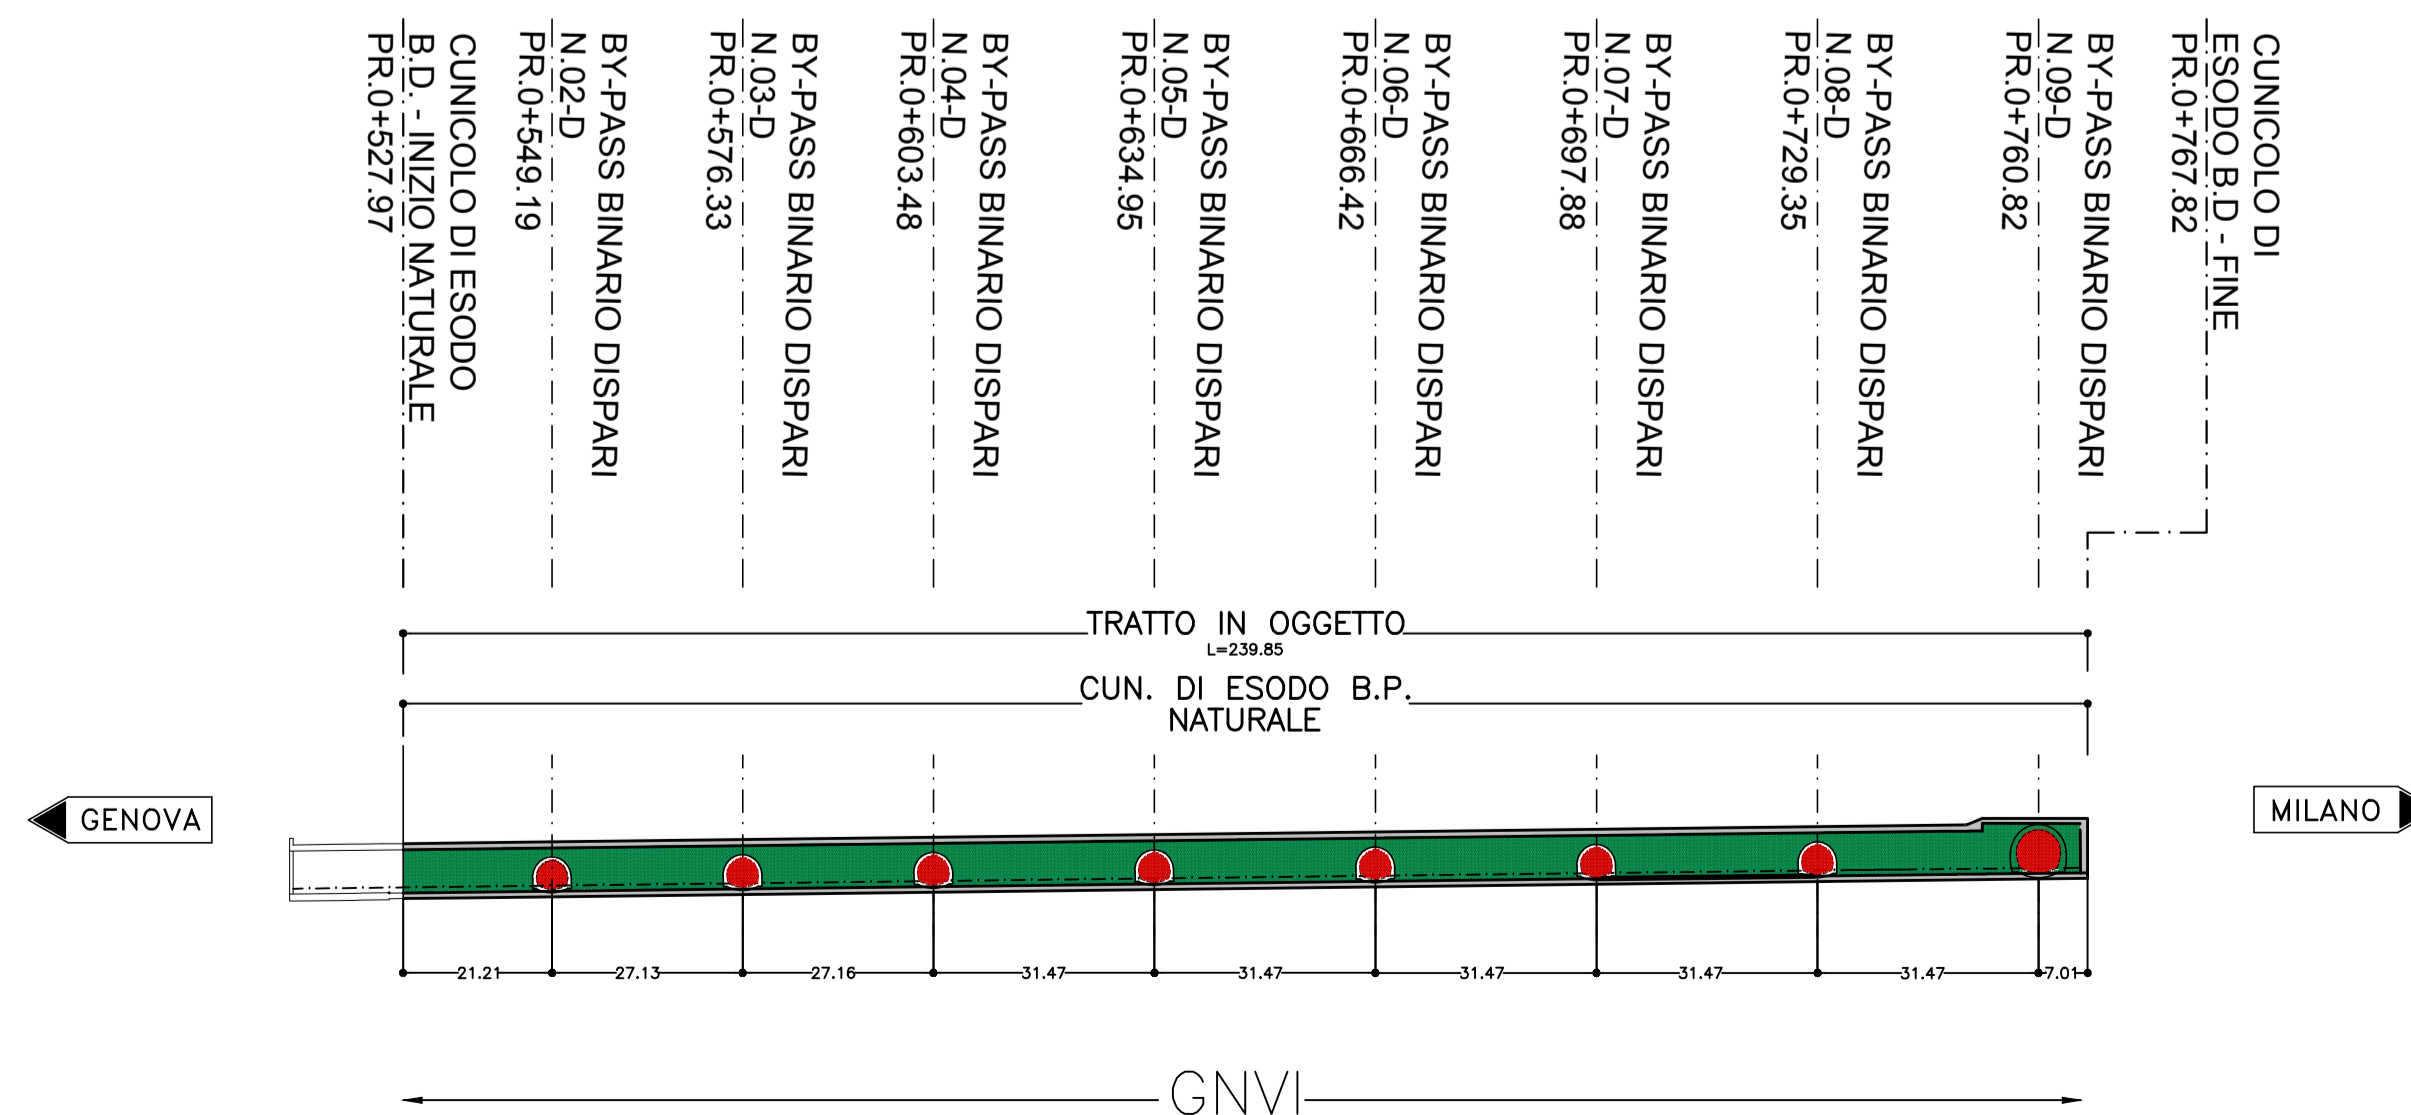 CUNICOLO DI ESODO
B.D. - INIZIO NATURALE
PR.0+527.97
BY-PASS BINARIO DISPARI
N.02-D
PR.0+549.19
BY-PASS BINARIO DISPARI
N.03-D
PR.0+576.33
BY-PASS BINARIO DISPARI
N.04-D
PR.0+603.48
BY-PASS BINARIO DISPARI
N.05-D
PR.0+634.95
BY-PASS BINARIO DISPARI
N.06-D
PR.0+666.42
BY-PASS BINARIO DISPARI
N.07-D
PR.0+697.88
BY-PASS BINARIO DISPARI
N.08-D
PR.0+729.35
BY-PASS BINARIO DISPARI
N.09-D
PR.0+760.82
CUNICOLO DI
ESODO B.D - FINE
PR.0+767.82
TRATTO IN OGGETTO
L=239.85
CUN. DI ESODO B.P.
NATURALE
GENOVA
MILANO
21.21 27.13 27.16 31.47 31.47 31.47 31.47 31.47 7.01
GNVI